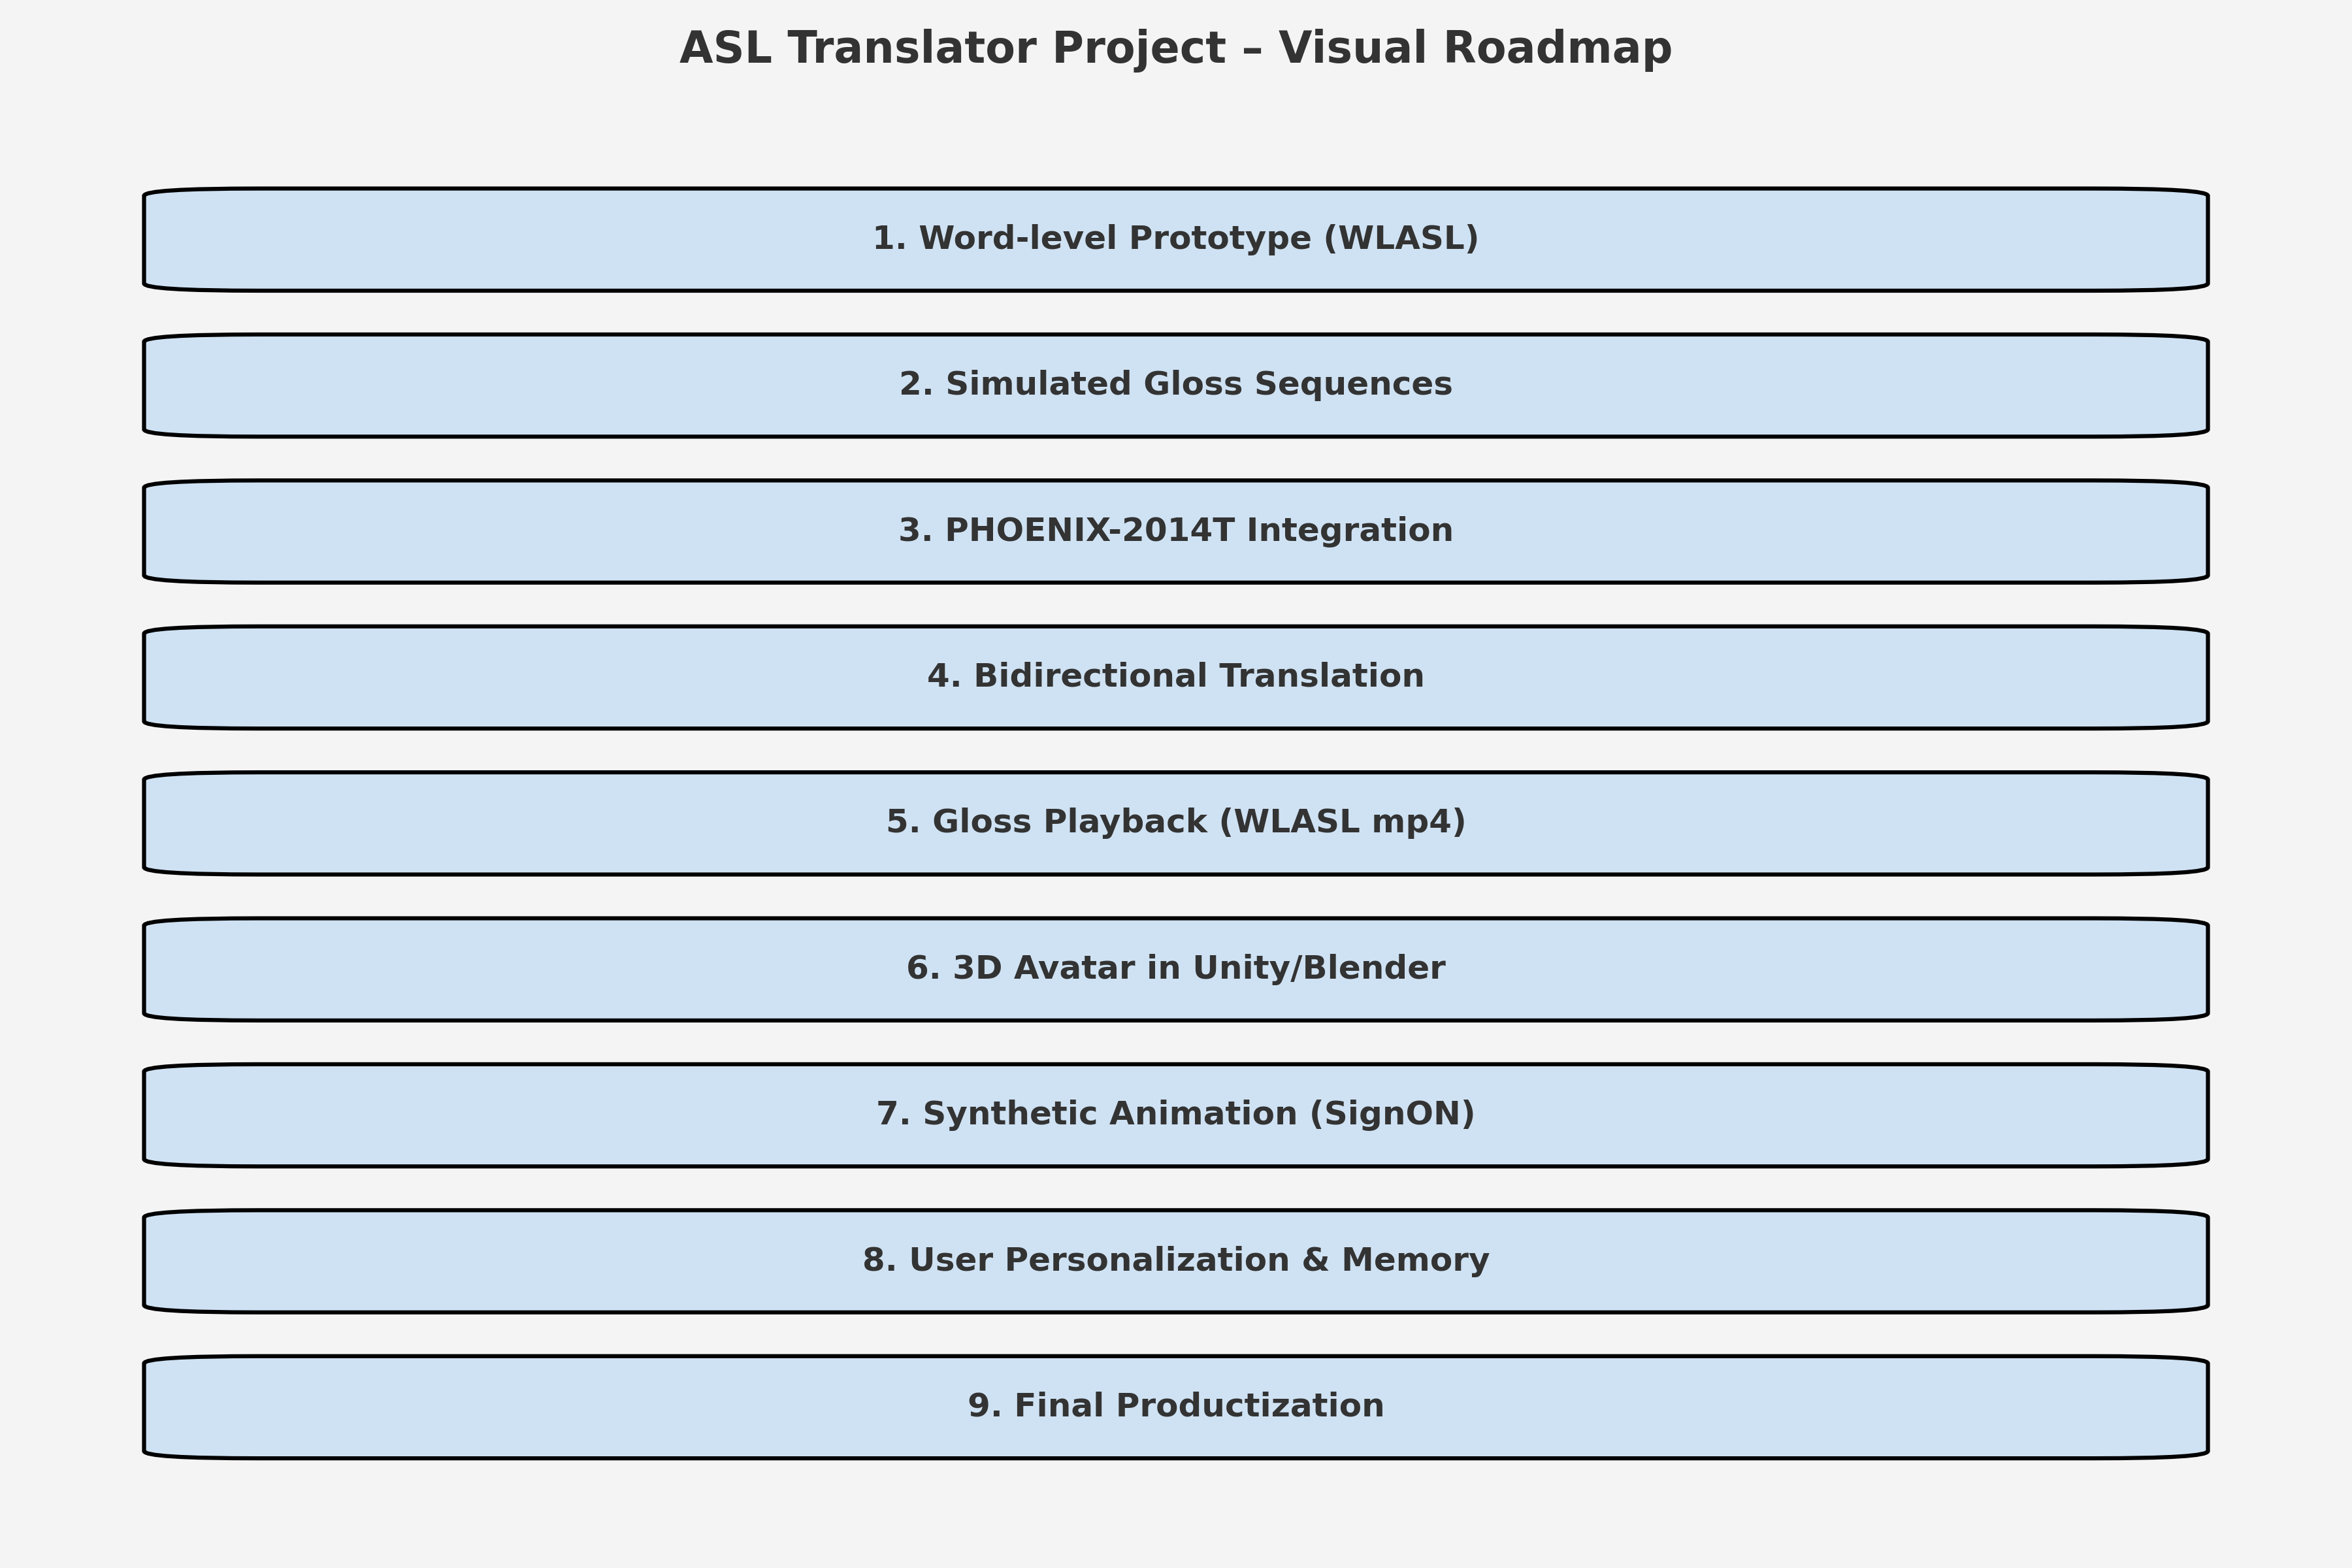 ASL Translator Project – Visual Roadmap
1. Word-level Prototype (WLASL)
2. Simulated Gloss Sequences
3. PHOENIX-2014T Integration
4. Bidirectional Translation
5. Gloss Playback (WLASL mp4)
6. 3D Avatar in Unity/Blender
7. Synthetic Animation (SignON)
8. User Personalization & Memory
9. Final Productization